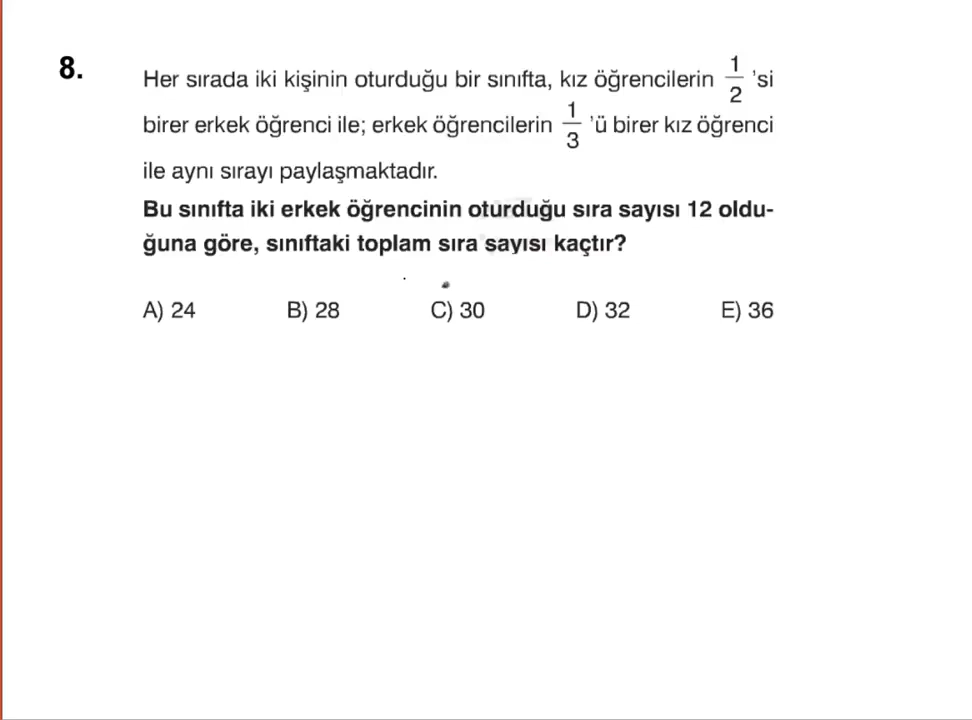 8.
Her sırada iki kişinin oturduğu bir sınıfta, kız öğrencilerin 1/2 'si
birer erkek öğrenci ile; erkek öğrencilerin 1/3 'ü birer kız öğrenci
ile aynı sırayı paylaşmaktadır.
Bu sınıfta iki erkek öğrencinin oturduğu sıra sayısı 12 oldu-
ğuna göre, sınıftaki toplam sıra sayısı kaçtır?
A) 24 B) 28 C) 30 D) 32 E) 36